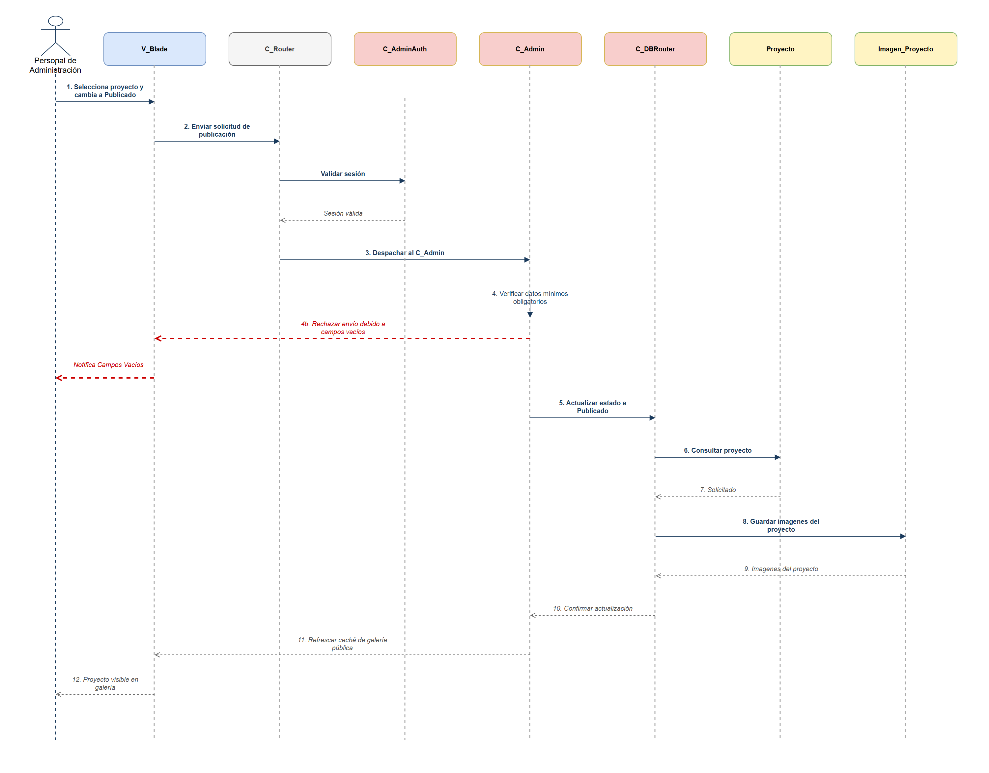 V_Blade
C_Router
C_AdminAuth
C_Admin
C_DBRouter
Proyecto
Imagen_Proyecto
Personal de
Administración
1. Selecciona proyecto y
cambia a Publicado
2. Enviar solicitud de
publicación
Validar sesión
Sesión válida
3. Despachar al C_Admin
4. Verificar datos mínimos
obligatorios
4b. Rechazar envío debido a
campos vacíos
Notifica Campos Vacíos
5. Actualizar estado a
Publicado
6. Consultar proyecto
7. Solicitado
8. Guardar imagenes del
proyecto
9. Imagenes del proyecto
10. Confirmar actualización
11. Refrescar caché de galería
pública
12. Proyecto visible en
galería